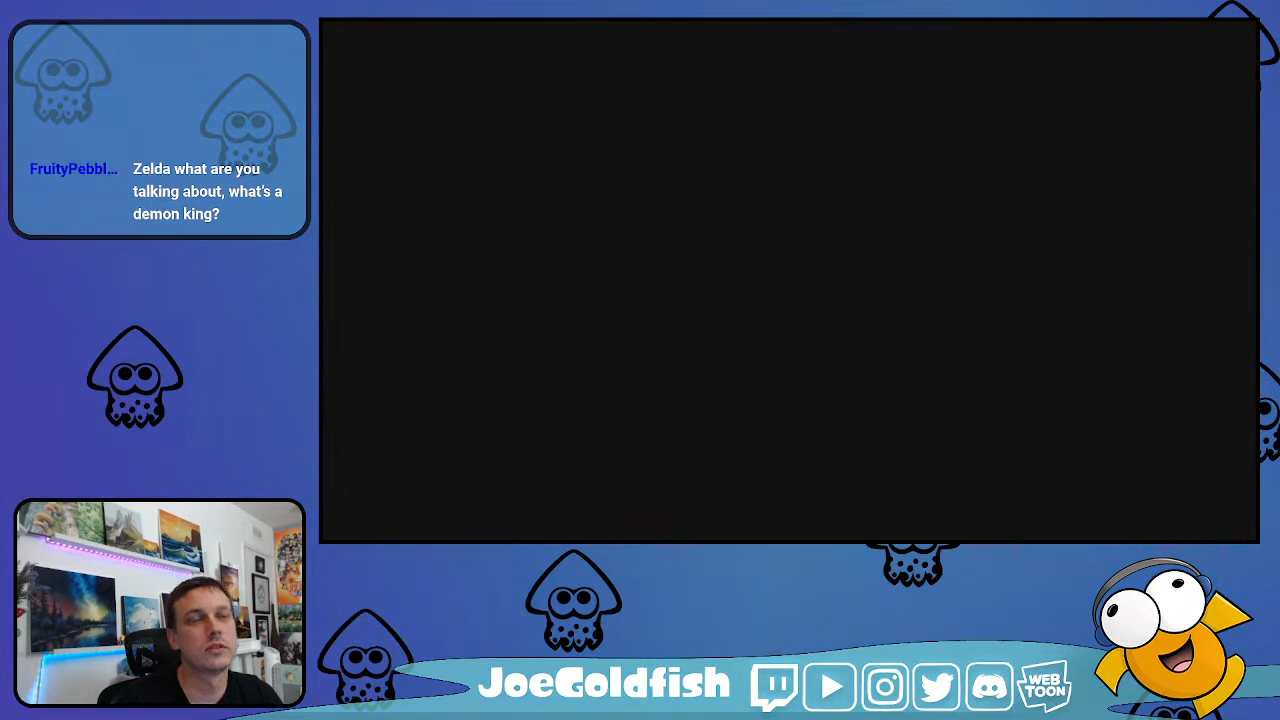 FruityPebbl... Zelda what are you
talking about, what's a
demon king?
JoeGoldfish
WEB
TOON